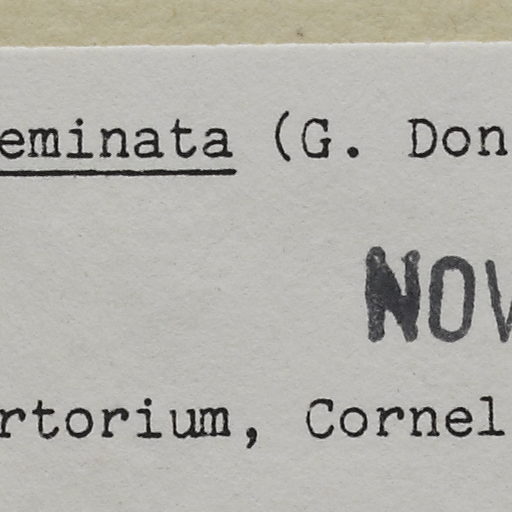 eminata (G. Don
NOV
rtorium, Cornel